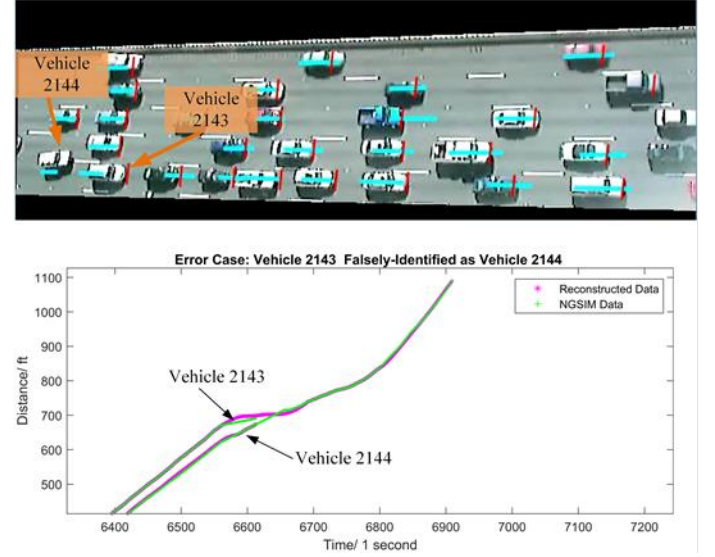 Vehicle
2144
Vehicle
2143
Error Case: Vehicle 2143 Falsely-Identified as Vehicle 2144
1100
1000
900
800
700
600
500
Distance/ ft
Reconstructed Data
NGSIM Data
Vehicle 2143
Vehicle 2144
6400
6500
6600
6700
6800
6900
7000
7100
7200
Time/ 1 second